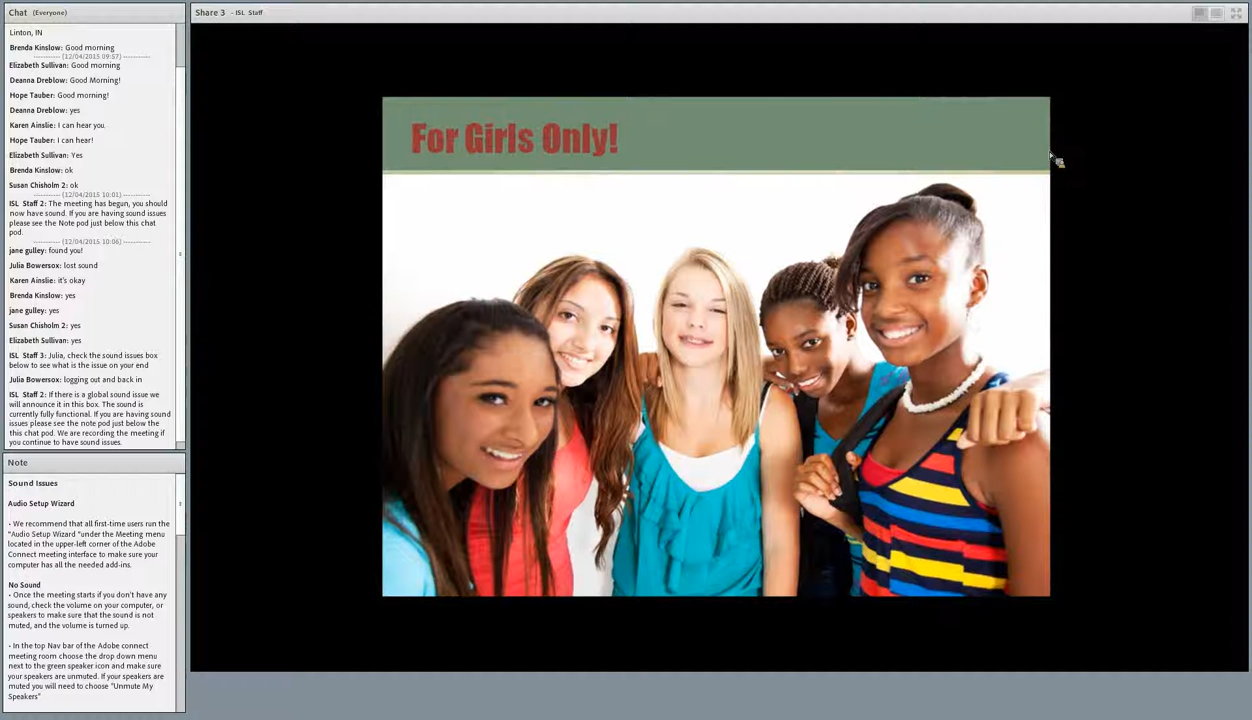 Chat (Everyone)
Linton, IN
Brenda Kinslow: Good morning
---------- (12/04/2015 09:57) ----------
Elizabeth Sullivan: Good morning
Deanna Dreblow: Good Morning!
Hope Tauber: Good morning!
Deanna Dreblow: yes
Karen Ainslie: I can hear you.
Hope Tauber: I can hear!
Elizabeth Sullivan: Yes
Brenda Kinslow: ok
Susan Chisholm 2: ok
---------- (12/04/2015 10:01) ----------
ISL Staff 2: The meeting has begun, you should
now have sound. If you are having sound issues
please see the Note pod just below this chat
pod.
---------- (12/04/2015 10:06) ----------
jane gulley: found you!
Julia Bowersox: lost sound
Karen Ainslie: it's okay
Brenda Kinslow: yes
jane gulley: yes
Susan Chisholm 2: yes
Elizabeth Sullivan: yes
ISL Staff 3: Julia, check the sound issues box
below to see what is the issue on your end
Julia Bowersox: logging out and back in
ISL Staff 2: If there is a global sound issue we
will announce it in this box. The sound is
currently fully functional. If you are having sound
issues please see the note pod just below the
this chat pod. We are recording the meeting if
you continue to have sound issues.
Note
Sound Issues
Audio Setup Wizard
• We recommend that all first-time users run the
"Audio Setup Wizard "under the Meeting menu
located in the upper-left corner of the Adobe
Connect meeting interface to make sure your
computer has all the needed add-ins.
No Sound
• Once the meeting starts if you don't have any
sound, check the volume on your computer, or
speakers to make sure that the sound is not
muted, and the volume is turned up.
• In the top Nav bar of the Adobe connect
meeting room choose the drop down menu
next to the green speaker icon and make sure
your speakers are unmuted. If your speakers are
muted you will need to choose "Unmute My
Speakers"
Share 3 - ISL Staff
For Girls Only!